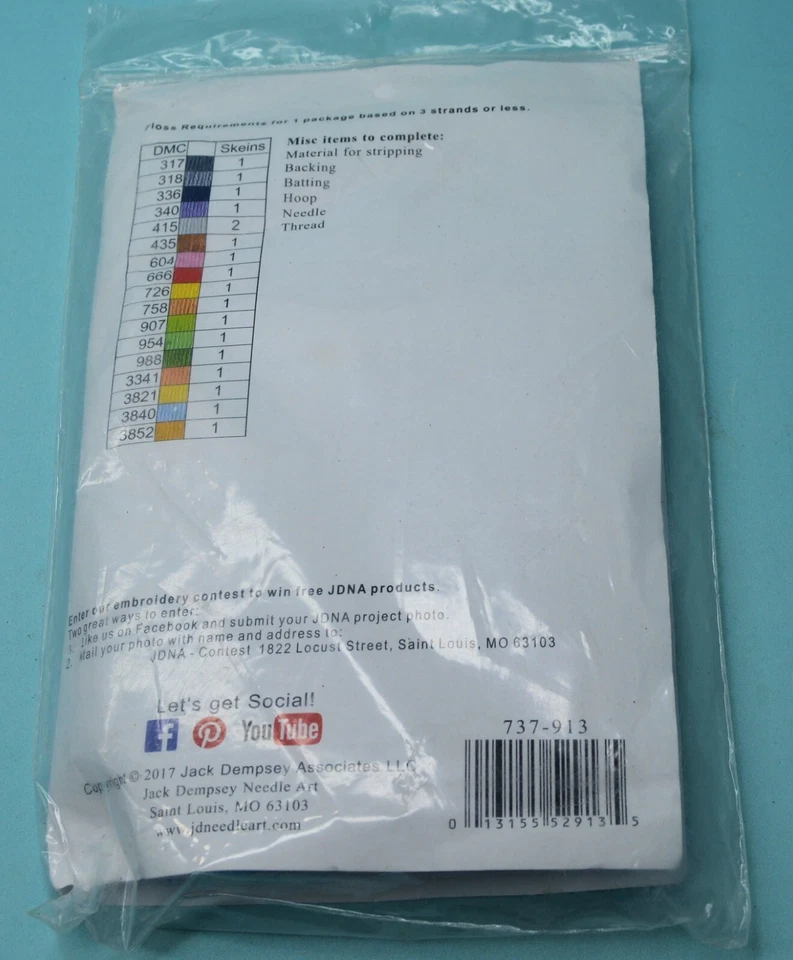 Floss Requirements for 1 package based on 3 strands or less.
DMC Skeins
317 1
318 1
336 1
340 1
415 2
435 1
604 1
666 1
726 1
758 1
907 1
954 1
988 1
3341 1
3821 1
3840 1
3852 1
Misc items to complete:
Material for stripping
Backing
Batting
Hoop
Needle
Thread
Enter our embroidery contest to win free JDNA products.
Two great ways to enter:
1. Like us on Facebook and submit your JDNA project photo.
2. Mail your photo with name and address to:
JDNA - Contest 1822 Locust Street, Saint Louis, MO 63103
Let's get Social!
f P YouTube
Copyright © 2017 Jack Dempsey Associates LLC
Jack Dempsey Needle Art
Saint Louis, MO 63103
www.jdneedleart.com
737-913
0 13155 52913 5